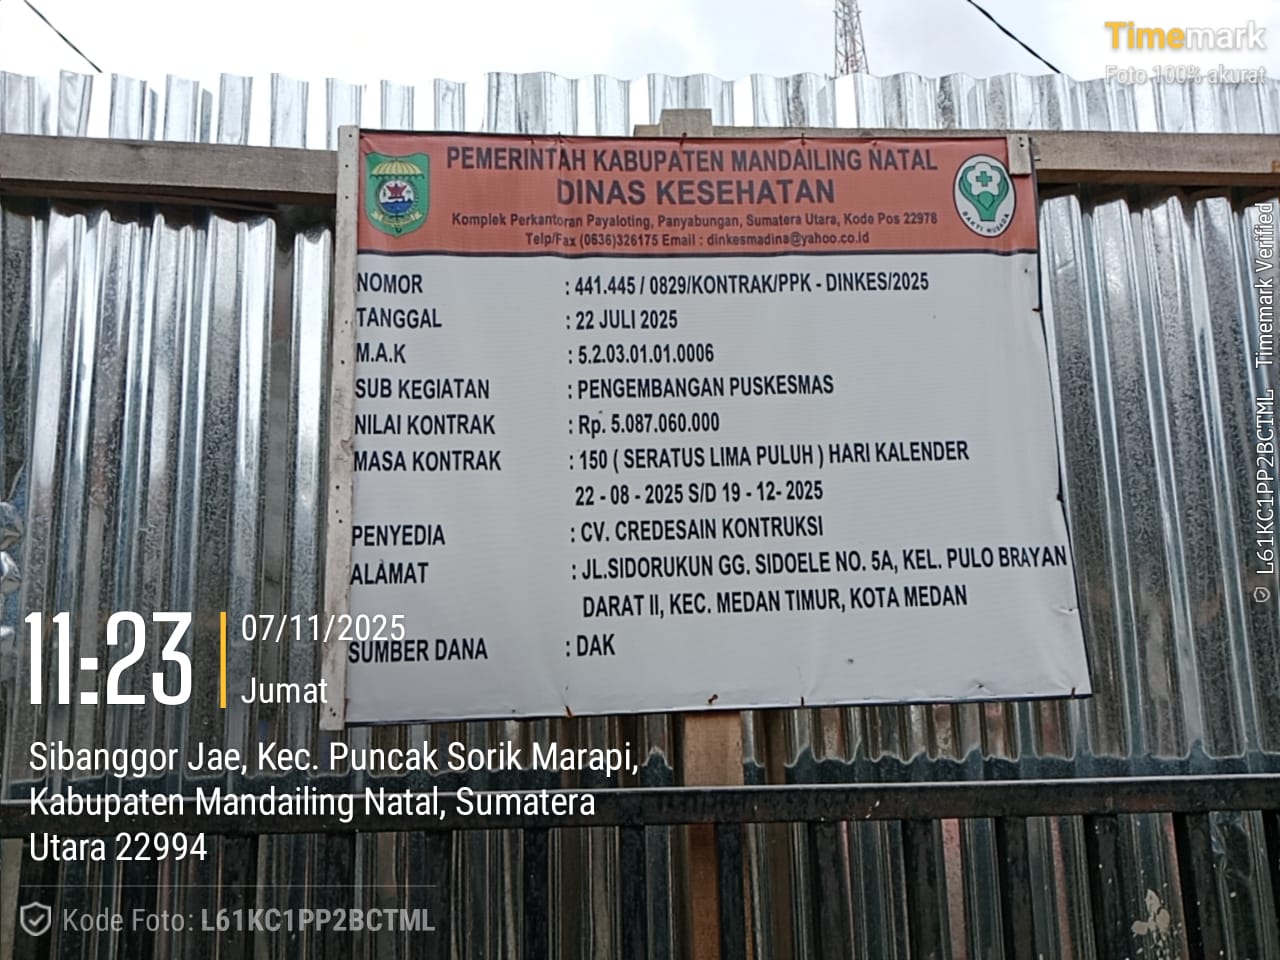 Timemark
Foto 100% akurat
PEMERINTAH KABUPATEN MANDAILING NATAL
DINAS KESEHATAN
Komplek Perkantoran Payaloting, Panyabungan, Sumatera Utara, Kode Pos 22978
Telp/Fax (0636)326175 Email : dinkesmadina@yahoo.co.id
BAKTI HUSADA
NOMOR : 441.445 / 0829/KONTRAK/PPK - DINKES/2025
TANGGAL : 22 JULI 2025
M.A.K : 5.2.03.01.01.0006
SUB KEGIATAN : PENGEMBANGAN PUSKESMAS
NILAI KONTRAK : Rp. 5.087.060.000
MASA KONTRAK : 150 ( SERATUS LIMA PULUH ) HARI KALENDER
22 - 08 - 2025 S/D 19 - 12- 2025
PENYEDIA : CV. CREDESAIN KONTRUKSI
ALAMAT : JL.SIDORUKUN GG. SIDOELE NO. 5A, KEL. PULO BRAYAN
DARAT II, KEC. MEDAN TIMUR, KOTA MEDAN
SUMBER DANA : DAK
11:23
07/11/2025
Jumat
Sibanggor Jae, Kec. Puncak Sorik Marapi,
Kabupaten Mandailing Natal, Sumatera
Utara 22994
Kode Foto: L61KC1PP2BCTML
L61KC1PP2BCTML Timemark Verified